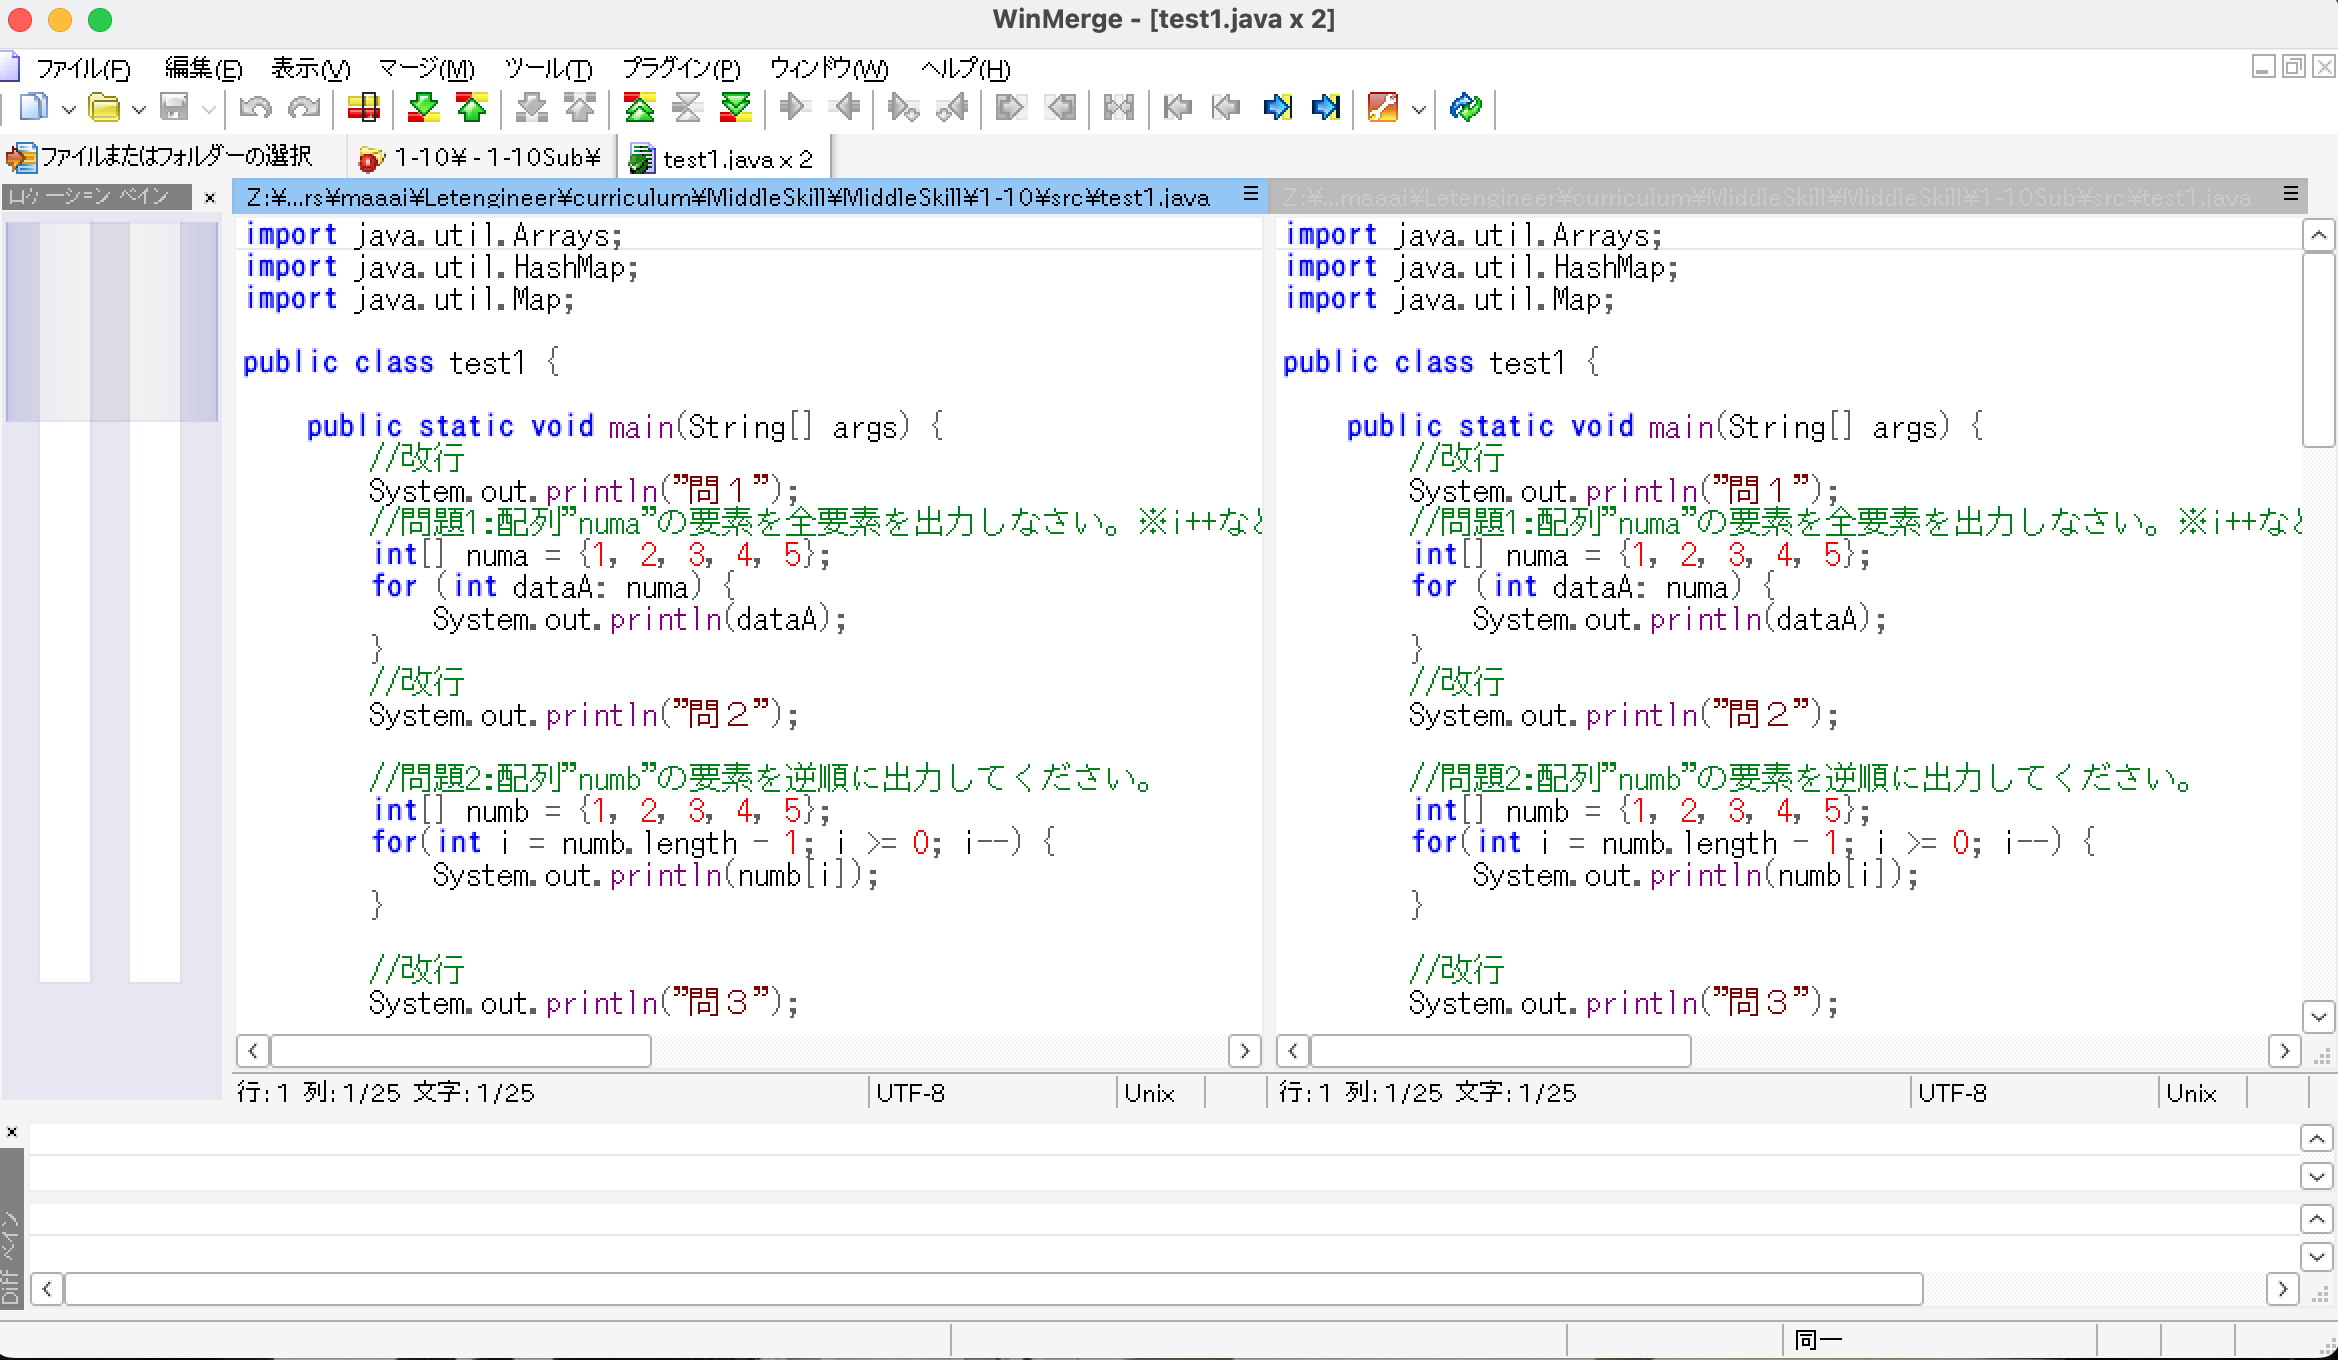 WinMerge - [test1.java x 2]
ファイル(F) 編集(E) 表示(V) マージ(M) ツール(T) プラグイン(P) ウィンドウ(W) ヘルプ(H)
ファイルまたはフォルダーの選択 1-10¥ - 1-10Sub¥ test1.java x 2
ロケーション ペイン
Z:¥...rs¥maaai¥Letengineer¥curriculum¥MiddleSkill¥MiddleSkill¥1-10¥src¥test1.java
import java.util.Arrays;
import java.util.HashMap;
import java.util.Map;
public class test1 {
public static void main(String[] args) {
//改行
System.out.println("問１");
//問題1:配列"numa"の要素を全要素を出力しなさい。※i++など
int[] numa = {1, 2, 3, 4, 5};
for (int dataA: numa) {
System.out.println(dataA);
}
//改行
System.out.println("問２");
//問題2:配列"numb"の要素を逆順に出力してください。
int[] numb = {1, 2, 3, 4, 5};
for(int i = numb.length - 1; i >= 0; i--) {
System.out.println(numb[i]);
}
//改行
System.out.println("問３");
行:1 列:1/25 文字:1/25 UTF-8 Unix
Z:¥...maaai¥Letengineer¥curriculum¥MiddleSkill¥MiddleSkill¥1-10Sub¥src¥test1.java
import java.util.Arrays;
import java.util.HashMap;
import java.util.Map;
public class test1 {
public static void main(String[] args) {
//改行
System.out.println("問１");
//問題1:配列"numa"の要素を全要素を出力しなさい。※i++など
int[] numa = {1, 2, 3, 4, 5};
for (int dataA: numa) {
System.out.println(dataA);
}
//改行
System.out.println("問２");
//問題2:配列"numb"の要素を逆順に出力してください。
int[] numb = {1, 2, 3, 4, 5};
for(int i = numb.length - 1; i >= 0; i--) {
System.out.println(numb[i]);
}
//改行
System.out.println("問３");
行:1 列:1/25 文字:1/25 UTF-8 Unix
Diff ペイン
同一